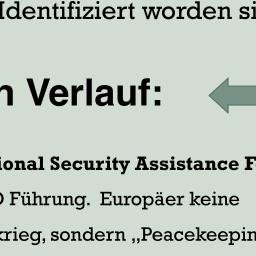 Identifiziert worden si
n Verlauf:
ional Security Assistance F
O Führung. Europäer keine
krieg, sondern „Peacekeepin